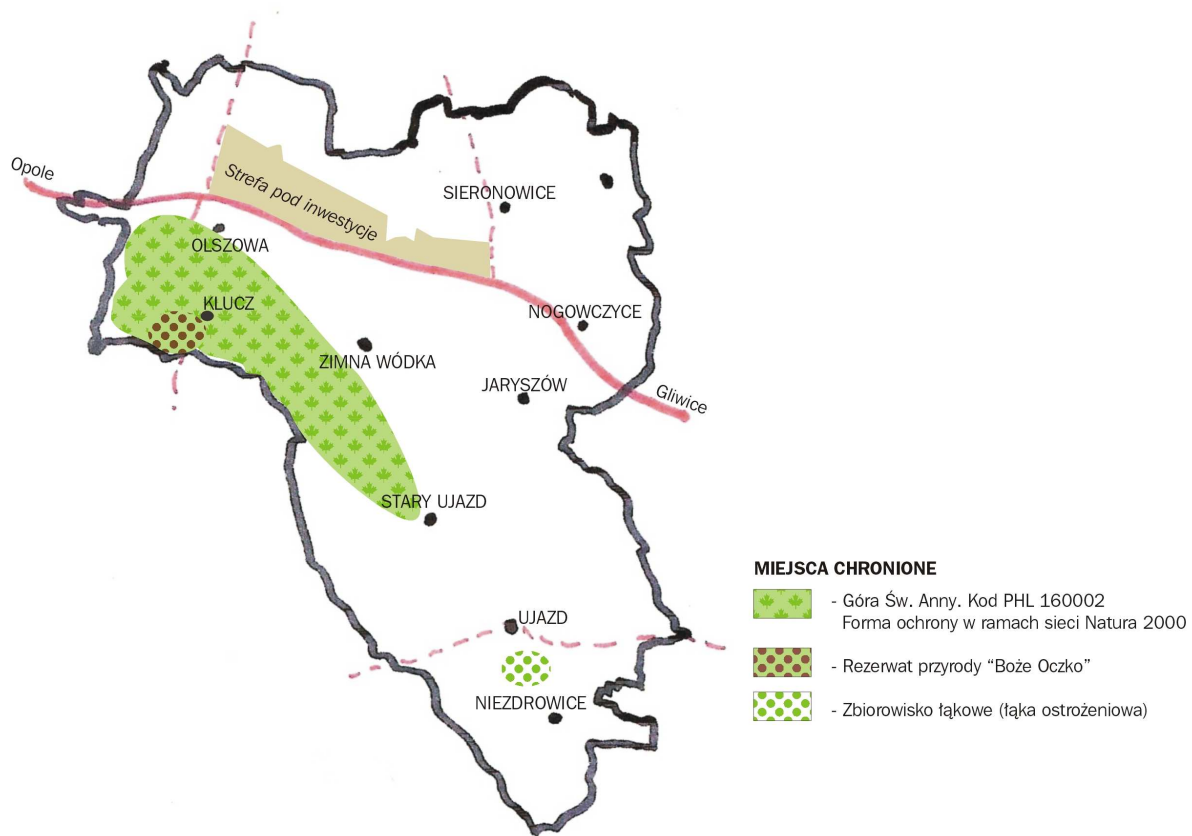 Opole
Strefa pod inwestycje
SIERONOWICE
OLSZOWA
KLUCZ
NOGOWCZYCE
ZIMNA WÓDKA
JARYSZÓW
Gliwice
STARY UJAZD
UJAZD
NIEZDROWICE
MIEJSCA CHRONIONE
- Góra Św. Anny. Kod PHL 160002
Forma ochrony w ramach sieci Natura 2000
- Rezerwat przyrody “Boże Oczko”
- Zbiorowisko łąkowe (łąka ostrożeniowa)